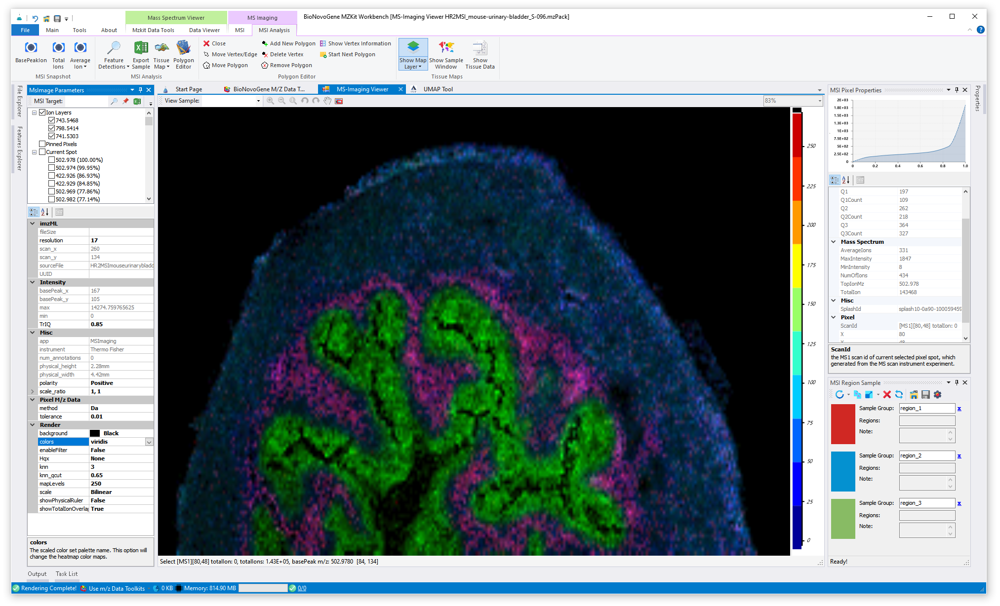 Mass Spectrum Viewer
MS Imaging
BioNovoGene MZKit Workbench [MS-Imaging Viewer HR2MSI_mouse-urinary-bladder_S-096.mzPack]
File
Main
Tools
About
Mzkit Data Tools
Data Viewer
MSI
MSI Analysis
BasePeakIon
Total Ions
Average Ion
MSI Snapshot
Feature Detections
Export Sample
Tissue Map
Polygon Editor
MSI Analysis
Close
Move Vertex/Edge
Move Polygon
Add New Polygon
Delete Vertex
Remove Polygon
Show Vertex Information
Start Next Polygon
Polygon Editor
Show Map Layer
Show Sample Window
Show Tissue Data
Tissue Maps
File Explorer
Features Explorer
MsImage Parameters
MSI Target:
Ion Layers
743.5468
798.5414
741.5303
Pinned Pixels
Current Spot
502.978 (100.00%)
502.974 (99.95%)
422.926 (86.93%)
422.929 (84.85%)
502.969 (77.86%)
502.982 (77.14%)
imzML
fileSize
resolution 17
scan_x 260
scan_y 134
sourceFile HR2MSImouseurinarybladd
UUID
Intensity
basePeak_x 167
basePeak_y 105
max 14274.759765625
min 0
TrIQ 0.85
Misc
app MSImaging
instrument Thermo Fisher
num_annotations 0
physical_height 2.28mm
physical_width 4.42mm
polarity Positive
scale_ratio 1, 1
Pixel M/z Data
method Da
tolerance 0.01
Render
background Black
colors viridis
enableFilter False
Hqx None
knn 3
knn_qcut 0.65
mapLevels 250
scale Bilinear
showPhysicalRuler False
showTotalIonOverla True
colors
The scaled color set palette name. This option will
change the heatmap color maps.
Output
Task List
Start Page
BioNovoGene M/Z Data T...
MS-Imaging Viewer
UMAP Tool
View Sample:
83%
250
225
200
175
150
125
100
75
50
25
0
Select [MS1][80,48] totalIon: 0, totalIons: 1.43E+05, basePeak m/z: 502.9780 [84, 134]
MSI Pixel Properties
Properties
2E+03
1.8E+03
1.5E+03
1.3E+03
1E+03
7.5E+02
5E+02
2.5E+02
0
0 0.2 0.4 0.6 0.8 1.0
Q1 197
Q1Count 109
Q2 262
Q2Count 218
Q3 364
Q3Count 327
Mass Spectrum
AverageIons 331
MaxIntensity 1847
MinIntensity 8
NumOfIons 434
TopIonMz 502.978
TotalIon 143468
Misc
SplashId splash10-0a90-100059459
Pixel
ScanId [MS1][80,48] totalIon: 0
X 80
ScanId
the MS1 scan id of current selected pixel spot, which
generated from the MS scan instrument experiment.
MSI Region Sample
Sample Group: region_1 x
Regions:
Note:
Sample Group: region_2 x
Regions:
Note:
Sample Group: region_3 x
Regions:
Note:
Ready!
Rendering Complete!
Use m/z Data Toolkits
0 KB
Memory: 814.90 MB
0/0